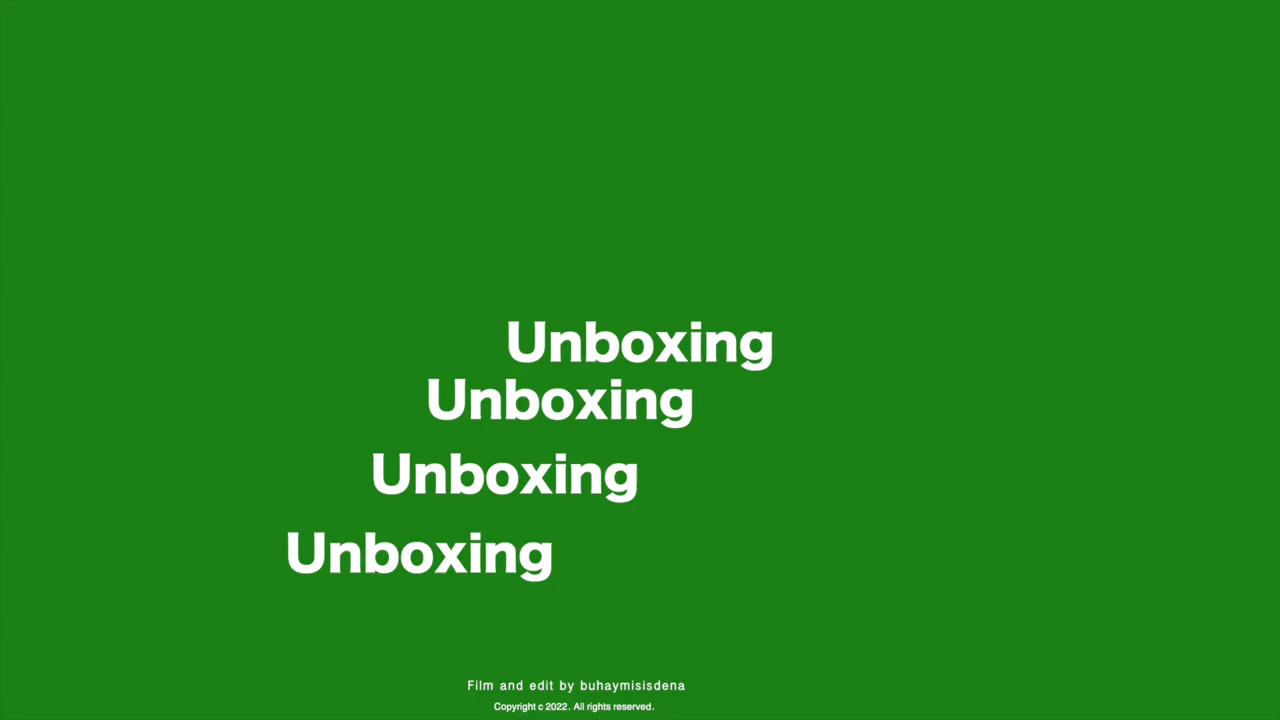 Unboxing
Unboxing
Unboxing
Unboxing
Film and edit by buhaymisisdena
Copyright c 2022. All rights reserved.